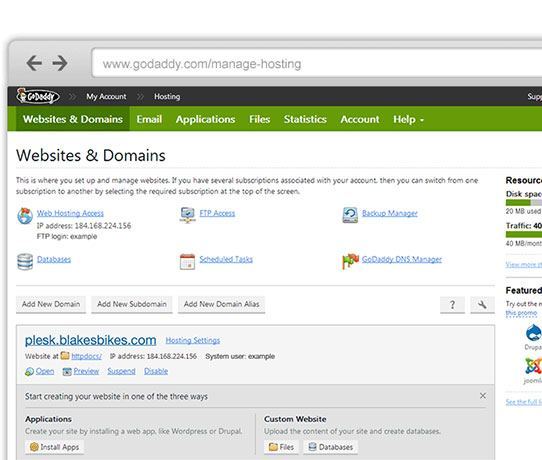 www.godaddy.com/manage-hosting
GoDaddy >> My Account >> Hosting
Websites & Domains Email Applications Files Statistics Account Help
Websites & Domains
This is where you set up and manage websites. If you have several subscriptions associated with your account, then you can switch from one
subscription to another by selecting the required subscription at the top of the screen.
Web Hosting Access
IP address: 184.168.224.156
FTP login: example
FTP Access
Backup Manager
Databases
Scheduled Tasks
GoDaddy DNS Manager
Disk spac
20 MB used
Traffic: 40
40 MB/mont
View more
Add New Domain Add New Subdomain Add New Domain Alias ?
Featured
Try out the
this promo
Drupa
joomla
See the full
plesk.blakesbikes.com Hosting Settings
Website at httpdocs/ IP address: 184.168.224.156 System user: example
Open Preview Suspend Disable
Start creating your website in one of the three ways
Applications
Create your site by installing a web app, like Wordpress or Drupal.
Install Apps
Custom Website
Upload the content of your site and create databases.
Files Databases